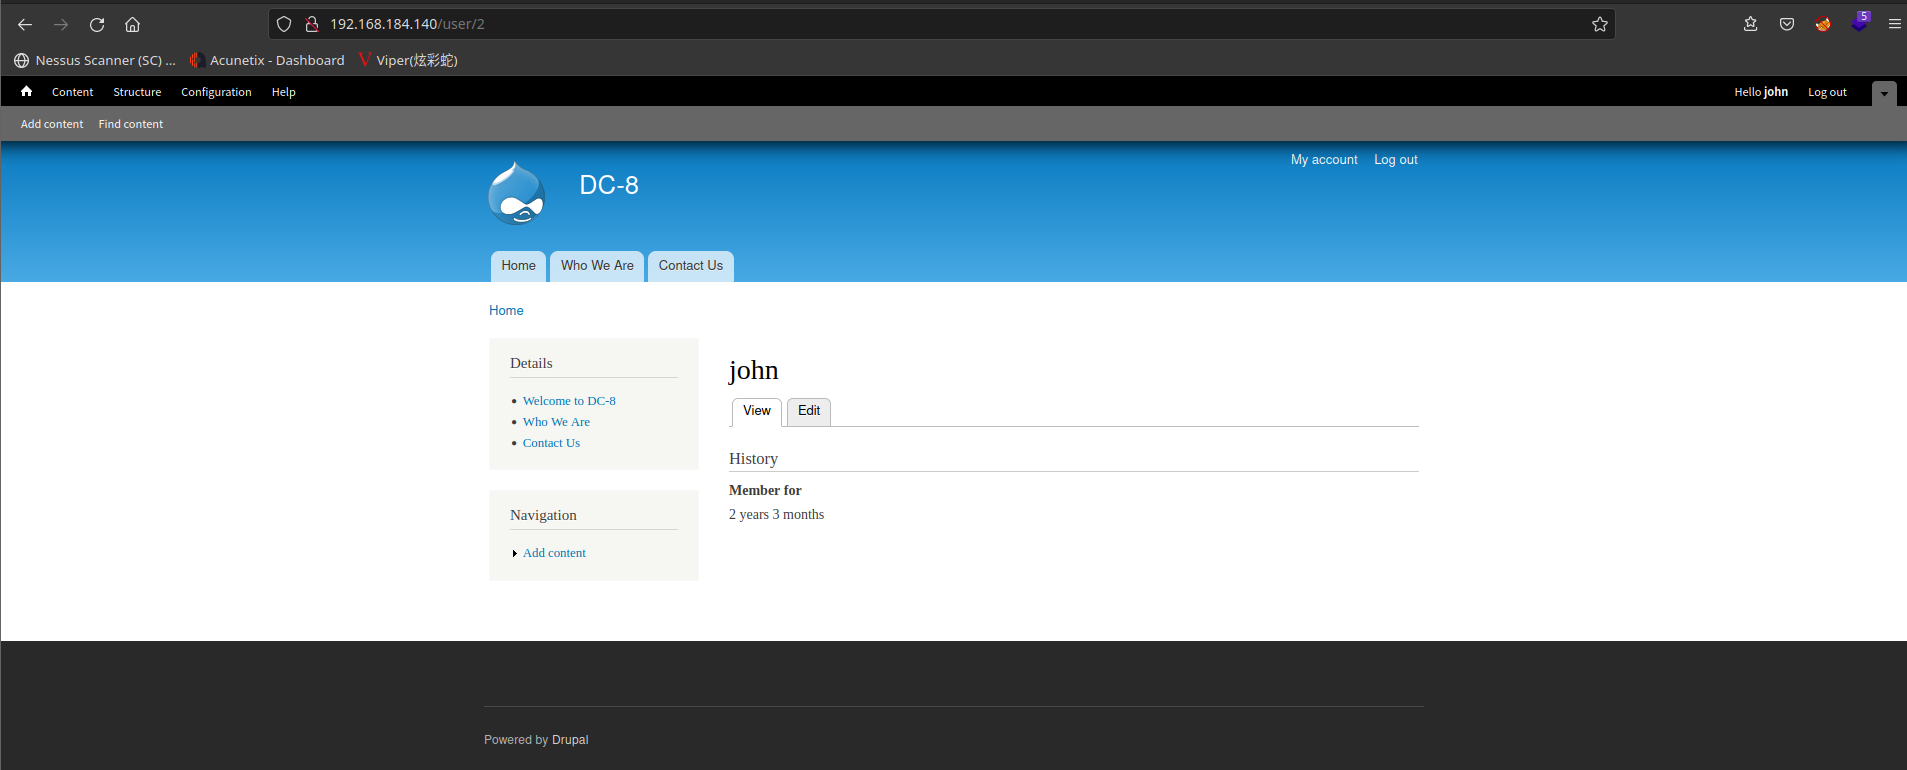 192.168.184.140/user/2
5
Nessus Scanner (SC) ... Acunetix - Dashboard Viper(炫彩蛇)
Content Structure Configuration Help Hello john Log out
Add content Find content
My account Log out
DC-8
Home Who We Are Contact Us
Home
Details
Welcome to DC-8
Who We Are
Contact Us
Navigation
Add content
john
View Edit
History
Member for
2 years 3 months
Powered by Drupal